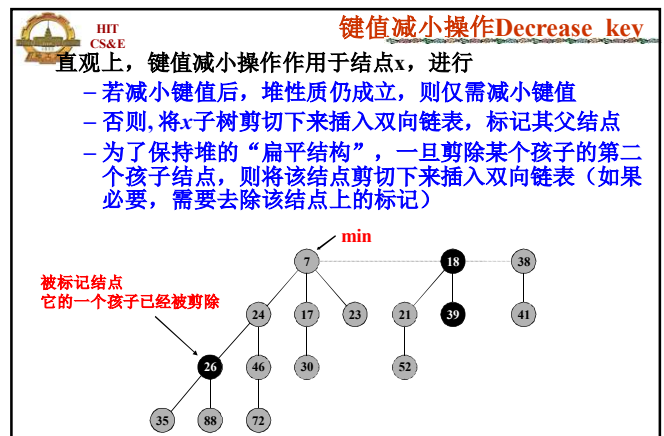 HIT
CS&E
键值减小操作Decrease key
直观上，键值减小操作作用于结点x，进行
– 若减小键值后，堆性质仍成立，则仅需减小键值
– 否则, 将x子树剪切下来插入双向链表，标记其父结点
– 为了保持堆的“扁平结构”，一旦剪除某个孩子的第二
个孩子结点，则将该结点剪切下来插入双向链表（如果
必要，需要去除该结点上的标记）
min
7 18 38
被标记结点
它的一个孩子已经被剪除
24 17 23 21 39 41
26 46 30 52
35 88 72